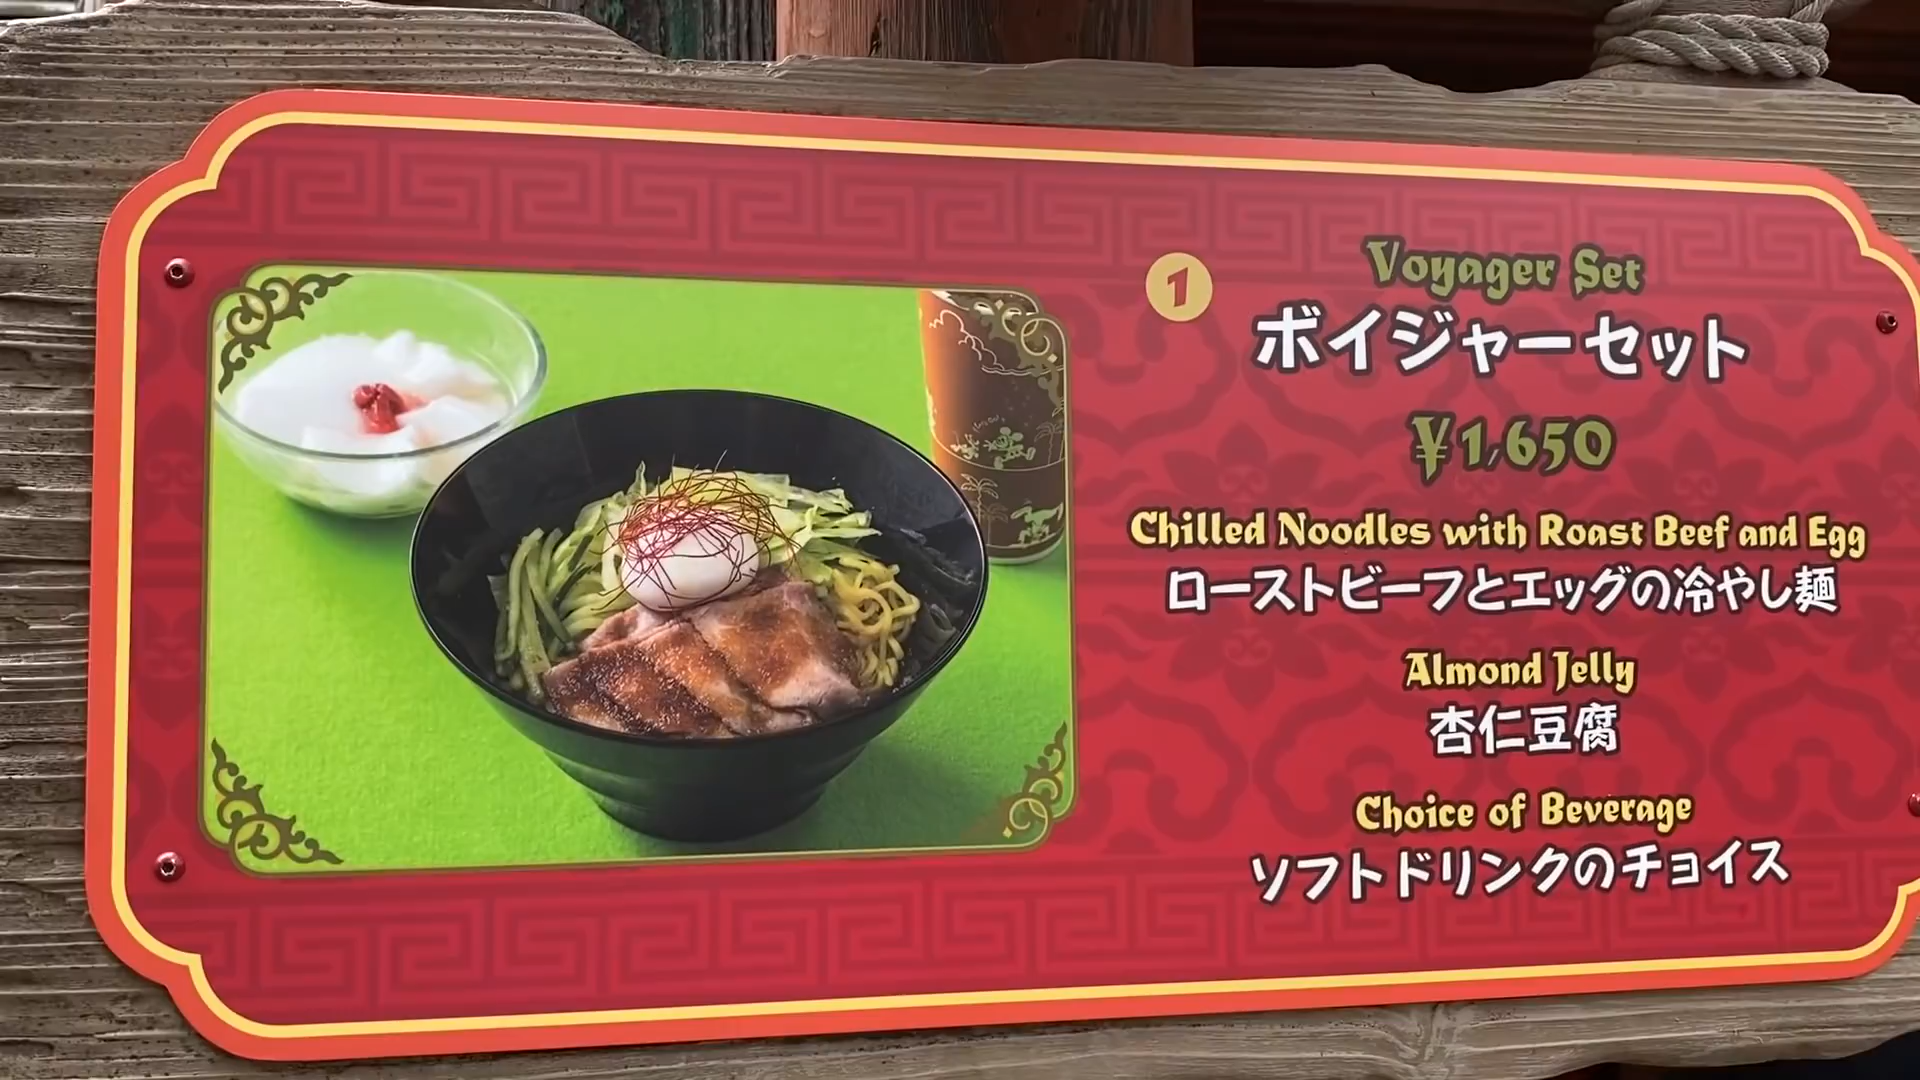 1
Voyager Set
ボイジャーセット
¥1,650
Chilled Noodles with Roast Beef and Egg
ローストビーフとエッグの冷やし麺
Almond Jelly
杏仁豆腐
Choice of Beverage
ソフトドリンクのチョイス